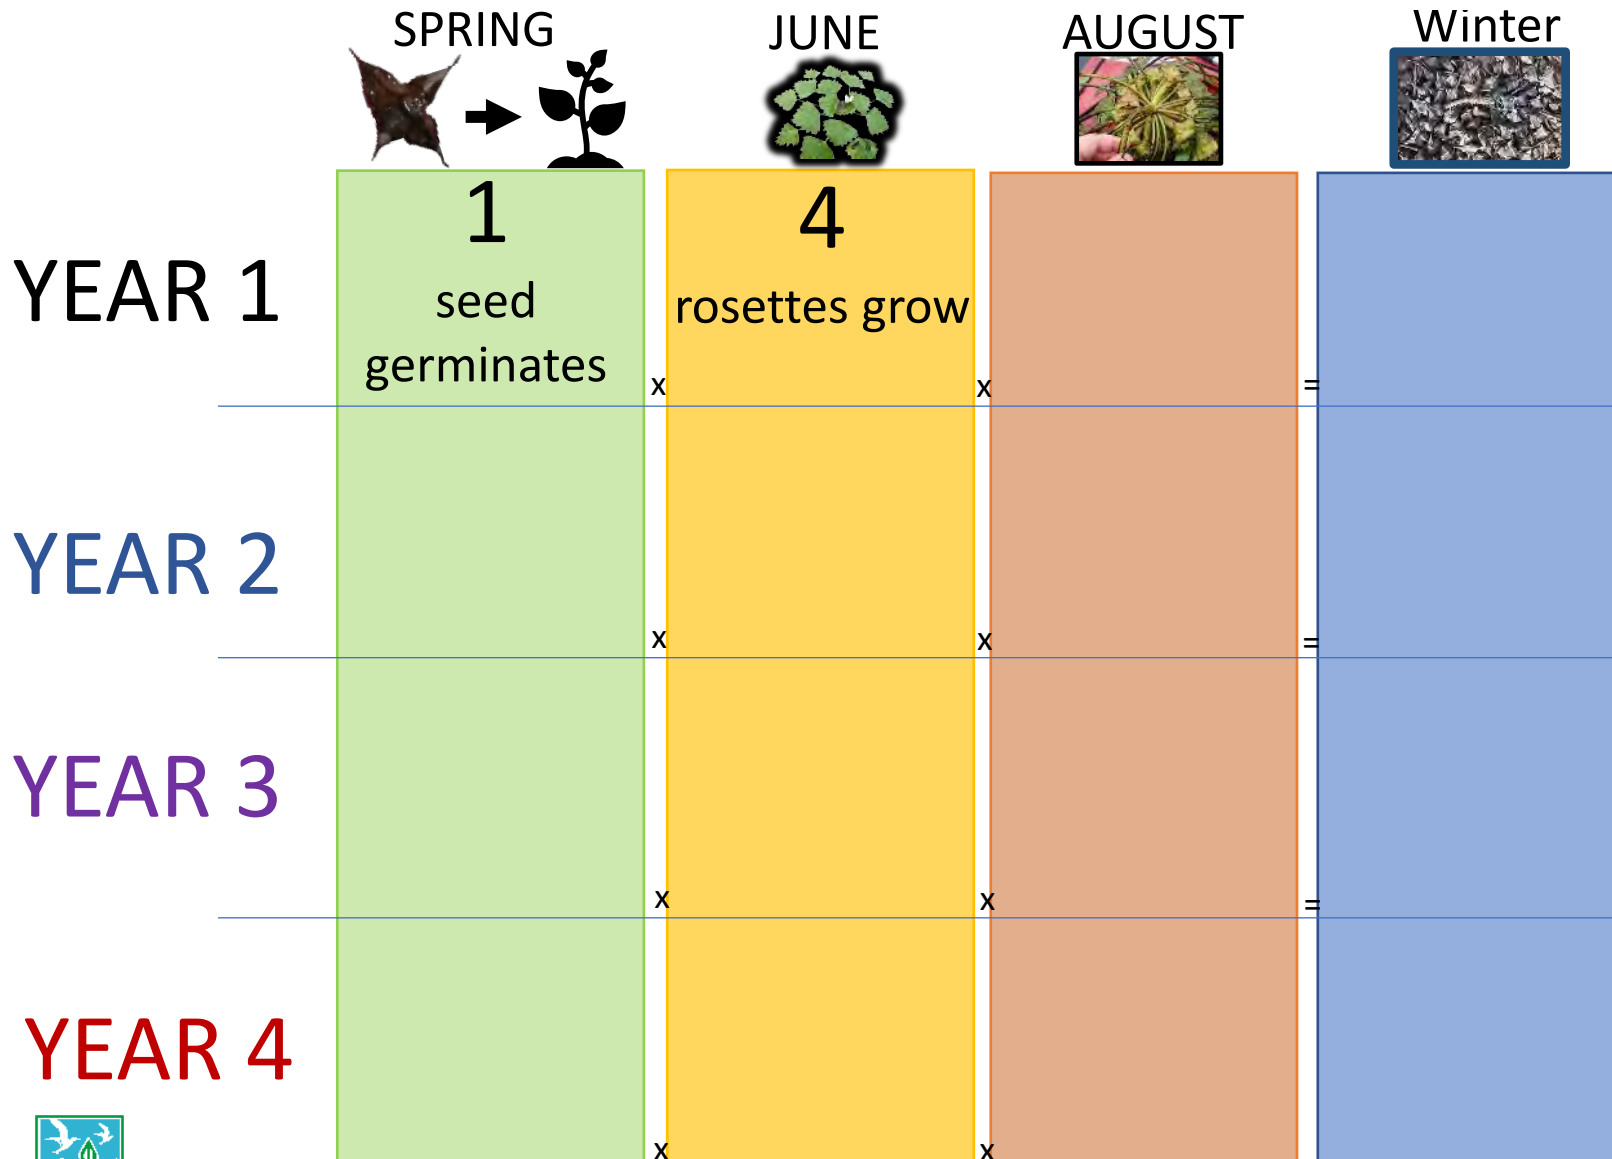 SPRING
JUNE
AUGUST
Winter
YEAR 1
1
seed
germinates
x
4
rosettes grow
x
=
YEAR 2
x
x
=
YEAR 3
x
x
=
YEAR 4
x
x